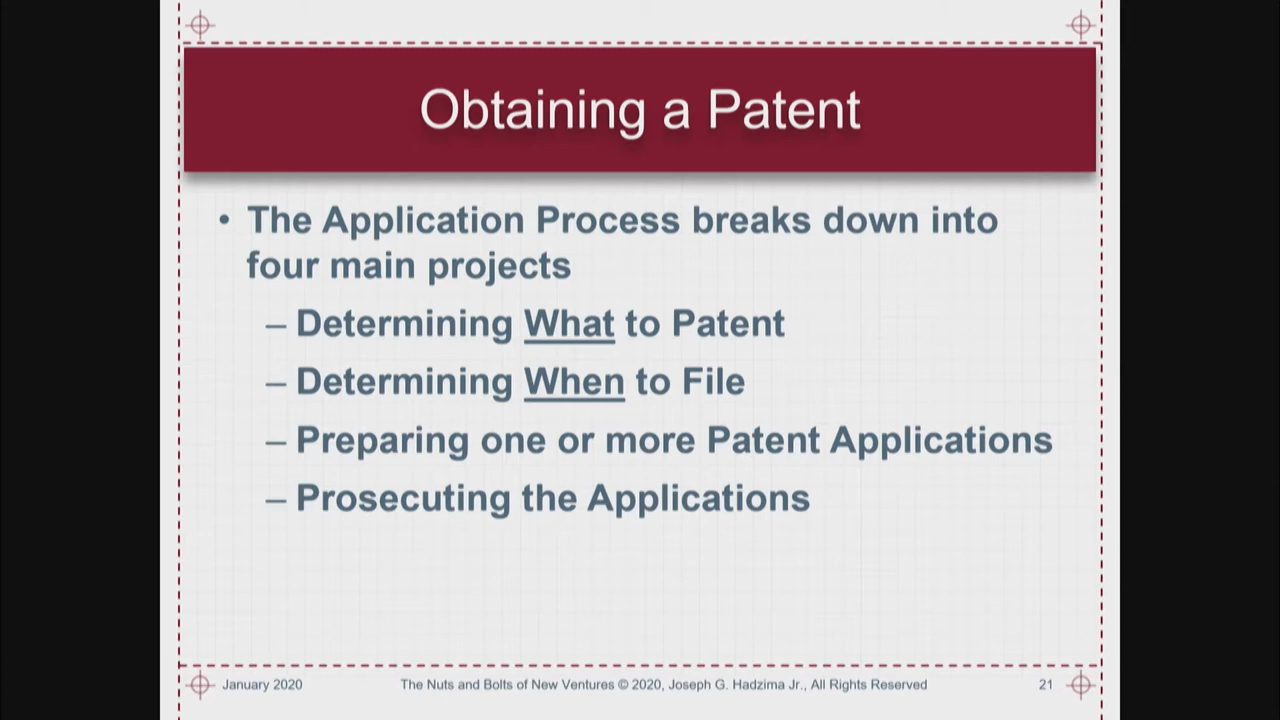 Obtaining a Patent
• The Application Process breaks down into
four main projects
– Determining What to Patent
– Determining When to File
– Preparing one or more Patent Applications
– Prosecuting the Applications
January 2020
The Nuts and Bolts of New Ventures © 2020, Joseph G. Hadzima Jr., All Rights Reserved
21